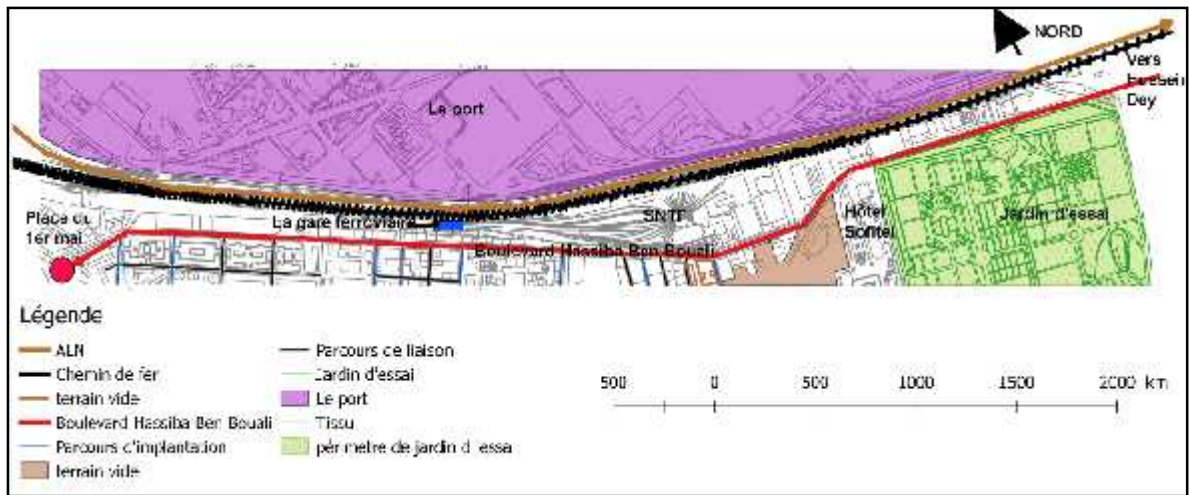 NORD
Vers
Hussein
Dey
Le port
Place du
1er mai
La gare ferroviaire
SNTF
Hôtel
Sofitel
Jardin d'essai
Boulevard Hassiba Ben Bouali
Légende
ALN
Chemin de fer
terrain vide
Boulevard Hassiba Ben Bouali
Parcours d'implantation
terrain vide
Parcours de liaison
Jardin d'essai
Le port
Tissu
périmetre de jardin d essa
500 0 500 1000 1500 2000 km